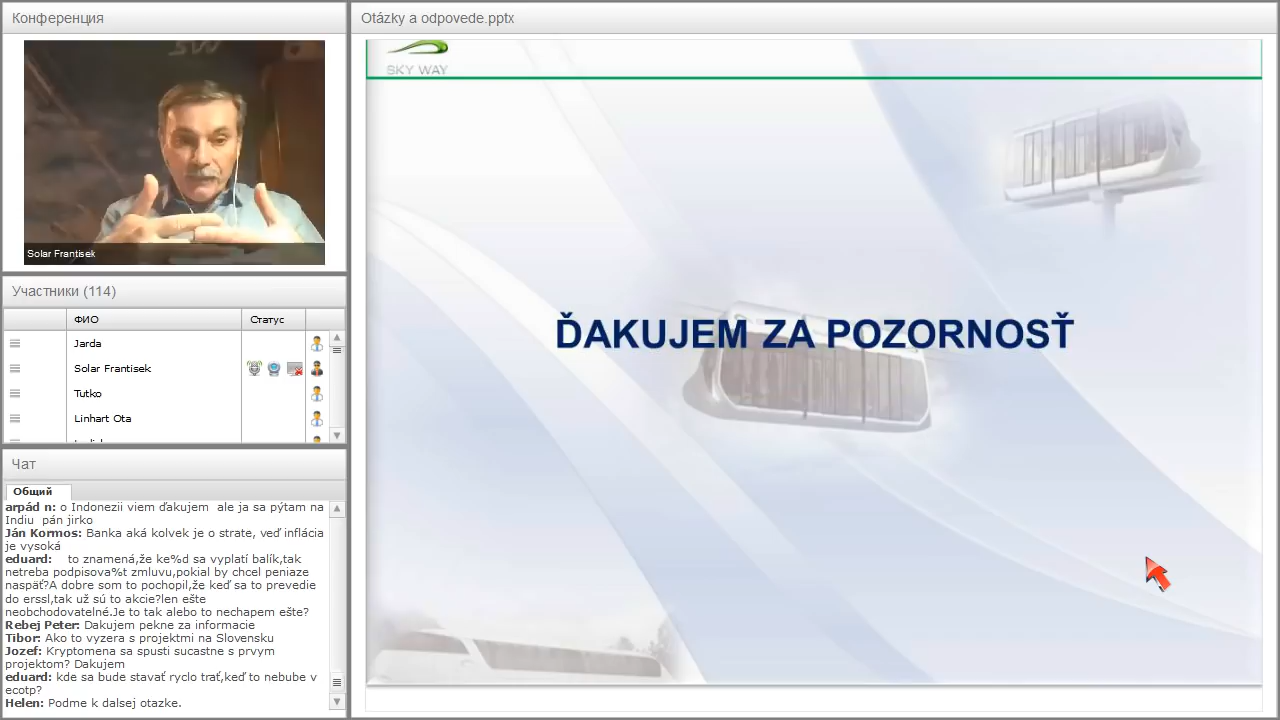 Конференция
Solar Frantisek
Участники (114)
ФИО
Статус
Jarda
Solar Frantisek
Tutko
Linhart Ota
Чат
Общий
arpád n: o Indonezii viem ďakujem ale ja sa pýtam na
Indiu pán jirko
Ján Kormos: Banka aká kolvek je o strate, veď inflácia
je vysoká
eduard: to znamená,že ke%d sa vyplatí balík,tak
netreba podpisova%t zmluvu,pokial by chcel peniaze
naspäť?A dobre som to pochopil,že keď sa to prevedie
do erssl,tak už sú to akcie?len ešte
neobchodovatelné.Je to tak alebo to nechapem ešte?
Rebej Peter: Dakujem pekne za informacie
Tibor: Ako to vyzera s projektmi na Slovensku
Jozef: Kryptomena sa spusti sucastne s prvym
projektom? Dakujem
eduard: kde sa bude stavať ryclo trať,keď to nebube v
ecotp?
Helen: Podme k dalsej otazke.
Otázky a odpovede.pptx
SKY WAY
ĎAKUJEM ZA POZORNOSŤ